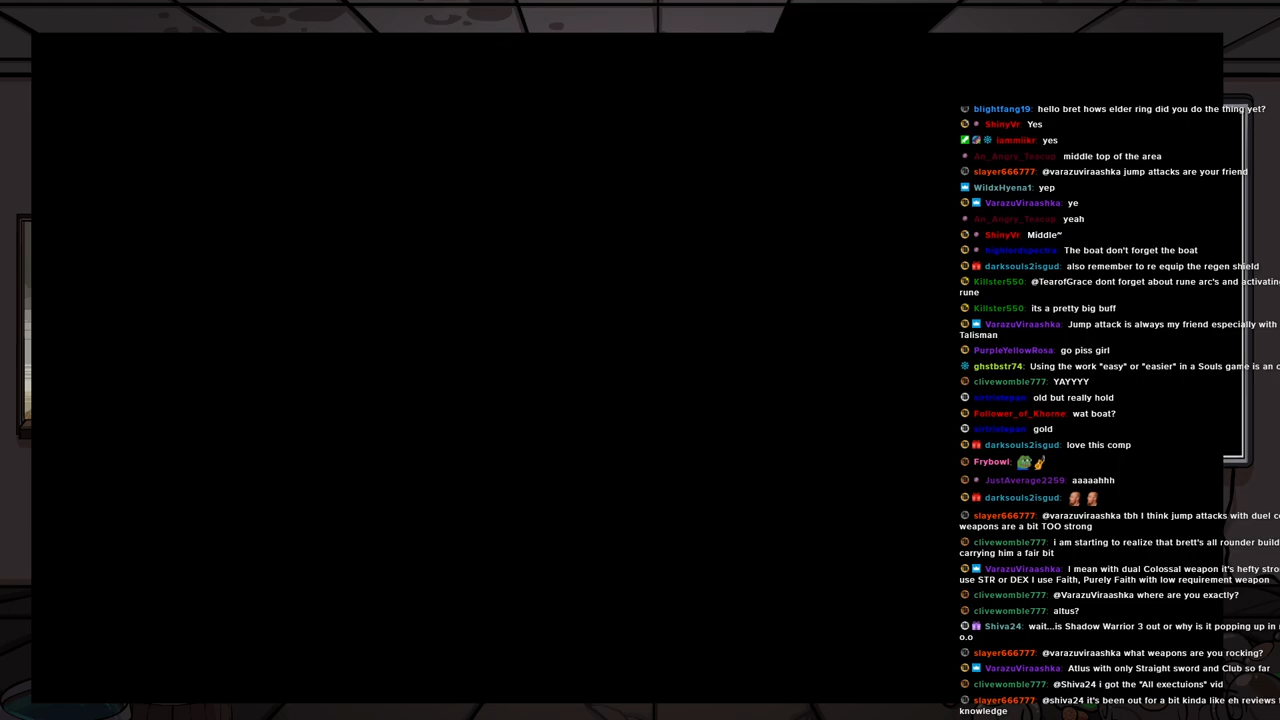 blightfang19: hello bret hows elder ring did you do the thing yet?
ShinyVr: Yes
iammiikr: yes
An_Angry_Teacup: middle top of the area
slayer666777: @varazuviraashka jump attacks are your friend
WildxHyena1: yep
VarazuViraashka: ye
An_Angry_Teacup: yeah
ShinyVr: Middle~
The boat don't forget the boat
darksouls2isgud: also remember to re equip the regen shield
Killster550: @TearofGrace dont forget about rune arc's and activating
rune
Killster550: its a pretty big buff
VarazuViraashka: Jump attack is always my friend especially with
Talisman
PurpleYellowRosa: go piss girl
ghstbstr74: Using the work "easy" or "easier" in a Souls game is an
clivewomble777: YAYYYY
old but really hold
Follower_of_Khorne: wat boat?
gold
darksouls2isgud: love this comp
Frybowl:
JustAverage2259: aaaaahhh
darksouls2isgud:
slayer666777: @varazuviraashka tbh I think jump attacks with duel
weapons are a bit TOO strong
clivewomble777: i am starting to realize that brett's all rounder build
carrying him a fair bit
VarazuViraashka: I mean with dual Colossal weapon it's hefty
use STR or DEX I use Faith, Purely Faith with low requirement weapon
clivewomble777: @VarazuViraashka where are you exactly?
clivewomble777: altus?
Shiva24: wait...is Shadow Warrior 3 out or why is it popping up in
o.o
slayer666777: @varazuviraashka what weapons are you rocking?
VarazuViraashka: Atlus with only Straight sword and Club so far
clivewomble777: @Shiva24 i got the "All exectuions" vid
slayer666777: @shiva24 it's been out for a bit kinda like eh reviews
knowledge